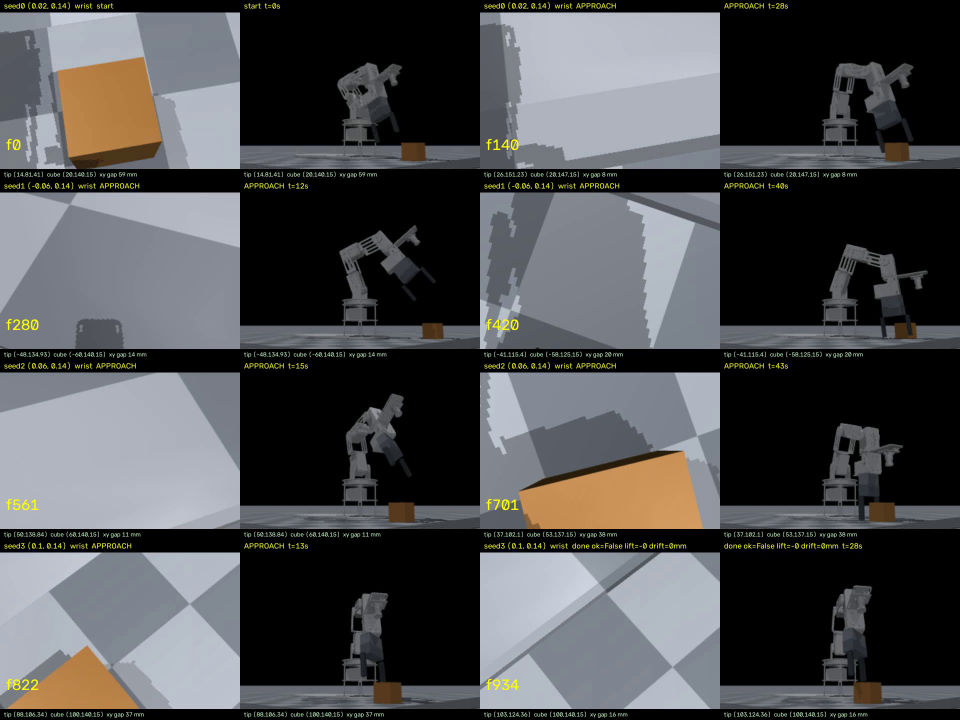 seed0 (0.02, 0.14) wrist start
start t=0s
seed0 (0.02, 0.14) wrist APPROACH
APPROACH t=28s
f0
f140
tip (14,81,41) cube (20,140,15) xy gap 59 mm
tip (14,81,41) cube (20,140,15) xy gap 59 mm
tip (26,151,23) cube (20,147,15) xy gap 8 mm
tip (26,151,23) cube (20,147,15) xy gap 8 mm
seed1 (-0.06, 0.14) wrist APPROACH
APPROACH t=12s
seed1 (-0.06, 0.14) wrist APPROACH
APPROACH t=40s
f280
f420
tip (-48,134,93) cube (-60,140,15) xy gap 14 mm
tip (-48,134,93) cube (-60,140,15) xy gap 14 mm
tip (-41,115,4) cube (-58,125,15) xy gap 20 mm
tip (-41,115,4) cube (-58,125,15) xy gap 20 mm
seed2 (0.06, 0.14) wrist APPROACH
APPROACH t=15s
seed2 (0.06, 0.14) wrist APPROACH
APPROACH t=43s
f561
f701
tip (50,138,84) cube (60,140,15) xy gap 11 mm
tip (50,138,84) cube (60,140,15) xy gap 11 mm
tip (37,102,1) cube (53,137,15) xy gap 38 mm
tip (37,102,1) cube (53,137,15) xy gap 38 mm
seed3 (0.1, 0.14) wrist APPROACH
APPROACH t=13s
seed3 (0.1, 0.14) wrist done ok=False lift=-0 drift=0mm
done ok=False lift=-0 drift=0mm t=28s
f822
f934
tip (88,106,34) cube (100,140,15) xy gap 37 mm
tip (88,106,34) cube (100,140,15) xy gap 37 mm
tip (103,124,36) cube (100,140,15) xy gap 16 mm
tip (103,124,36) cube (100,140,15) xy gap 16 mm